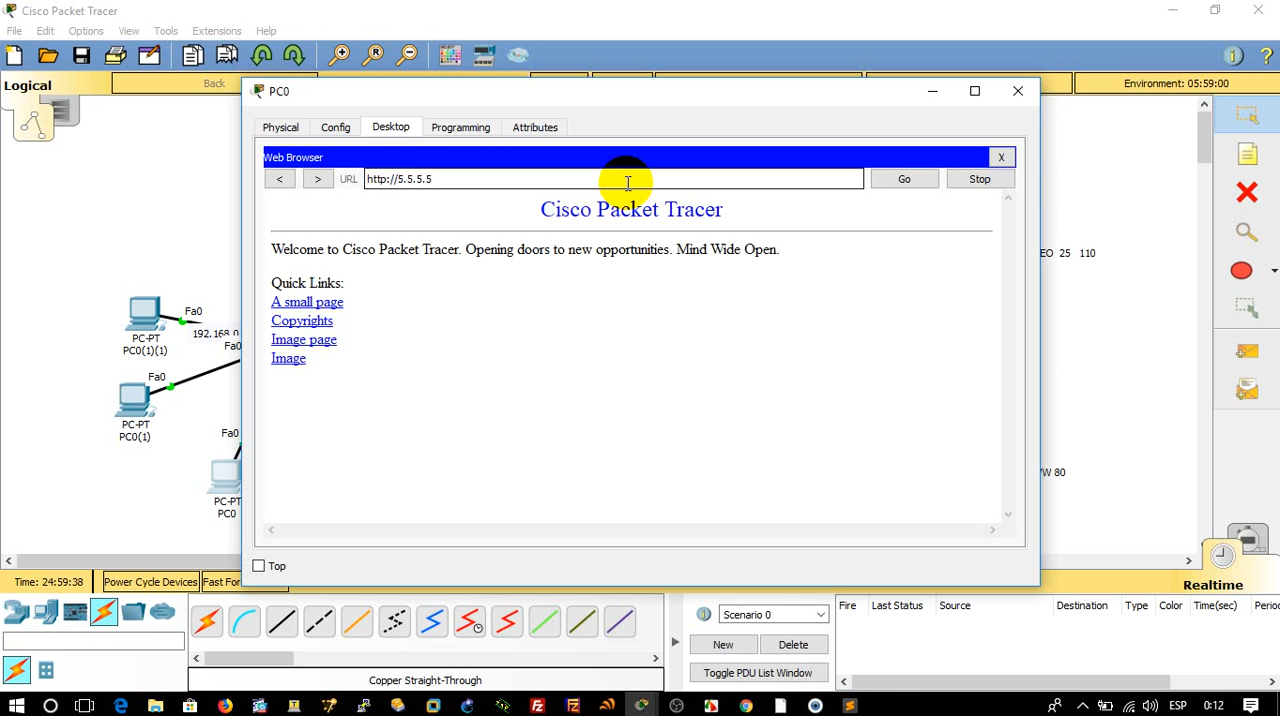 Cisco Packet Tracer
File Edit Options View Tools Extensions Help
Logical
Back
Environment: 05:59:00
PC0
Physical Config Desktop Programming Attributes
Web Browser
X
< > URL http://5.5.5.5 Go Stop
Cisco Packet Tracer
Welcome to Cisco Packet Tracer. Opening doors to new opportunities. Mind Wide Open.
Quick Links:
A small page
Copyrights
Image page
Image
EO 25 110
Fa0
PC-PT
PC0(1)(1)
192.168.0
Fa0
Fa0
PC-PT
PC0(1)
Fa0
PC-PT
PC0
W 80
Top
Time: 24:59:38 Power Cycle Devices Fast For
Realtime
Scenario 0
New Delete
Toggle PDU List Window
Fire Last Status Source Destination Type Color Time(sec) Perio
Copper Straight-Through
ESP 0:12